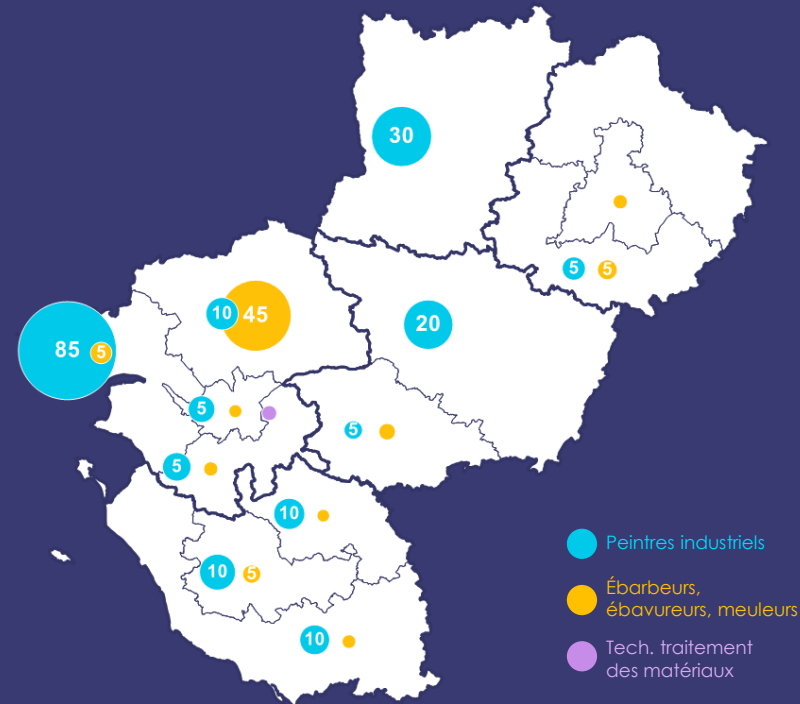 30
5 5
10 45
20
85 5
5
5
5
10
10 5
10
Peintres industriels
Ébarbeurs,
ébavureurs, meuleurs
Tech. traitement
des matériaux